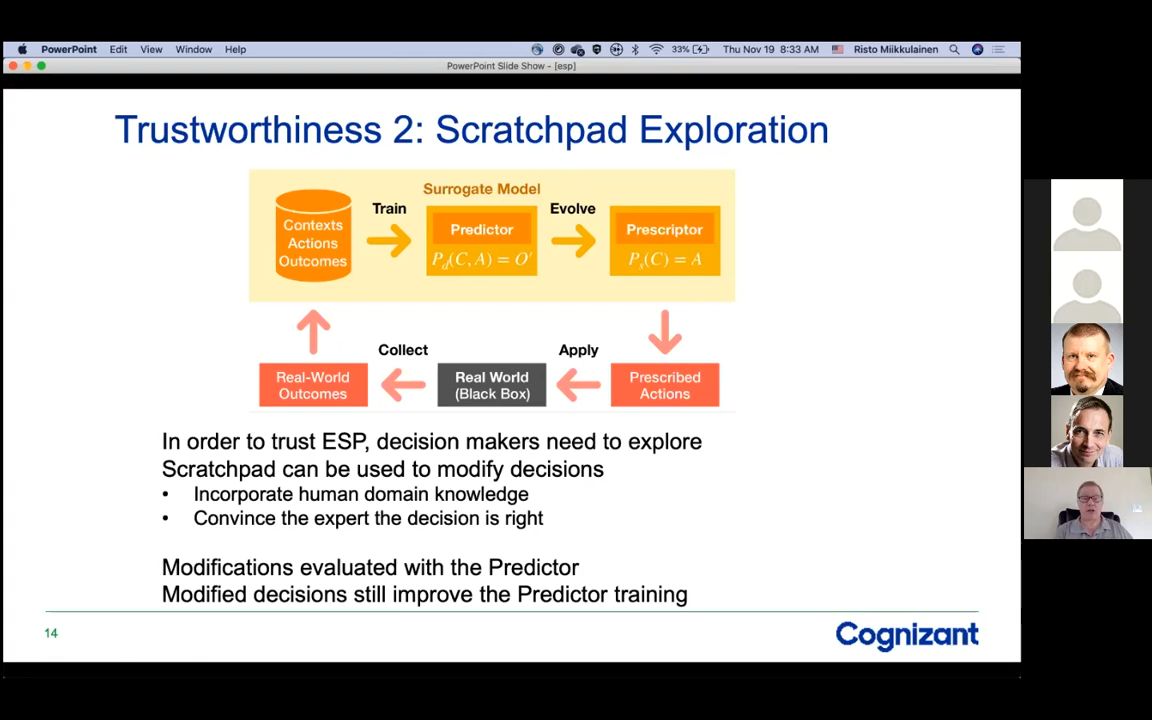 PowerPoint Edit View Window Help 33% Thu Nov 19 8:33 AM Risto Miikkulainen
PowerPoint Slide Show - [esp]
Trustworthiness 2: Scratchpad Exploration
Surrogate Model
Contexts
Actions
Outcomes
Train
Predictor
Pd(C, A) = O'
Evolve
Prescriptor
Ps(C) = A
Real-World
Outcomes
Collect
Real World
(Black Box)
Apply
Prescribed
Actions
In order to trust ESP, decision makers need to explore
Scratchpad can be used to modify decisions
• Incorporate human domain knowledge
• Convince the expert the decision is right
Modifications evaluated with the Predictor
Modified decisions still improve the Predictor training
14
Cognizant